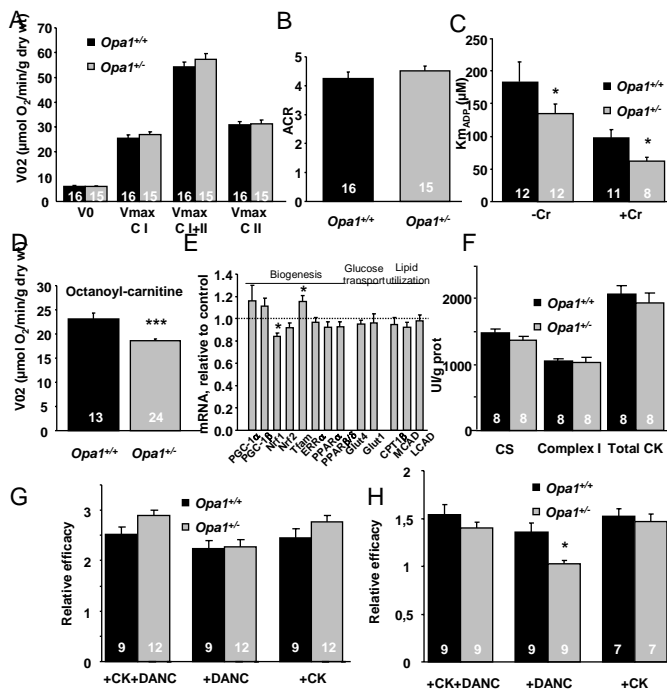 A
V02 (µmol O₂/min/g dry wt)
70
60
50
40
30
20
10
0
Opa1+/+
Opa1+/-
16 15 16 15 16 15 16 15
V0 Vmax Vmax Vmax
C I C I+II C II
B
ACR
5
4
3
2
1
0
16 15
Opa1+/+ Opa1+/-
C
KmADP (µM)
250
200
150
100
50
0
Opa1+/+
Opa1+/-
* *
12 12 11 8
-Cr +Cr
D
V02 (µmol O₂/min/g dry wt)
30
25
20
15
10
5
0
Octanoyl-carnitine
***
13 24
Opa1+/+ Opa1+/-
E
mRNA, relative to control
1.4
1.2
1.0
0.8
0.6
0.4
0.2
0
Biogenesis
Glucose
transport
Lipid
utilization
* *
PGC-1α
PGC-1β
Nrf1
Nrf2
Tfam
ERRα
PPARα
PPARβ/δ
Glut4
Glut1
CPT1β
MCAD
LCAD
F
UI/g prot
2000
1000
0
Opa1+/+
Opa1+/-
8 8 8 8 8 8
CS Complex I Total CK
G
Relative efficacy
3
2
1
0
Opa1+/+
Opa1+/-
9 12 9 12 9 12
+CK+DANC +DANC +CK
H
Relative efficacy
2
1,5
1
0,5
0
Opa1+/+
Opa1+/-
*
9 9 9 9 7 7
+CK+DANC +DANC +CK